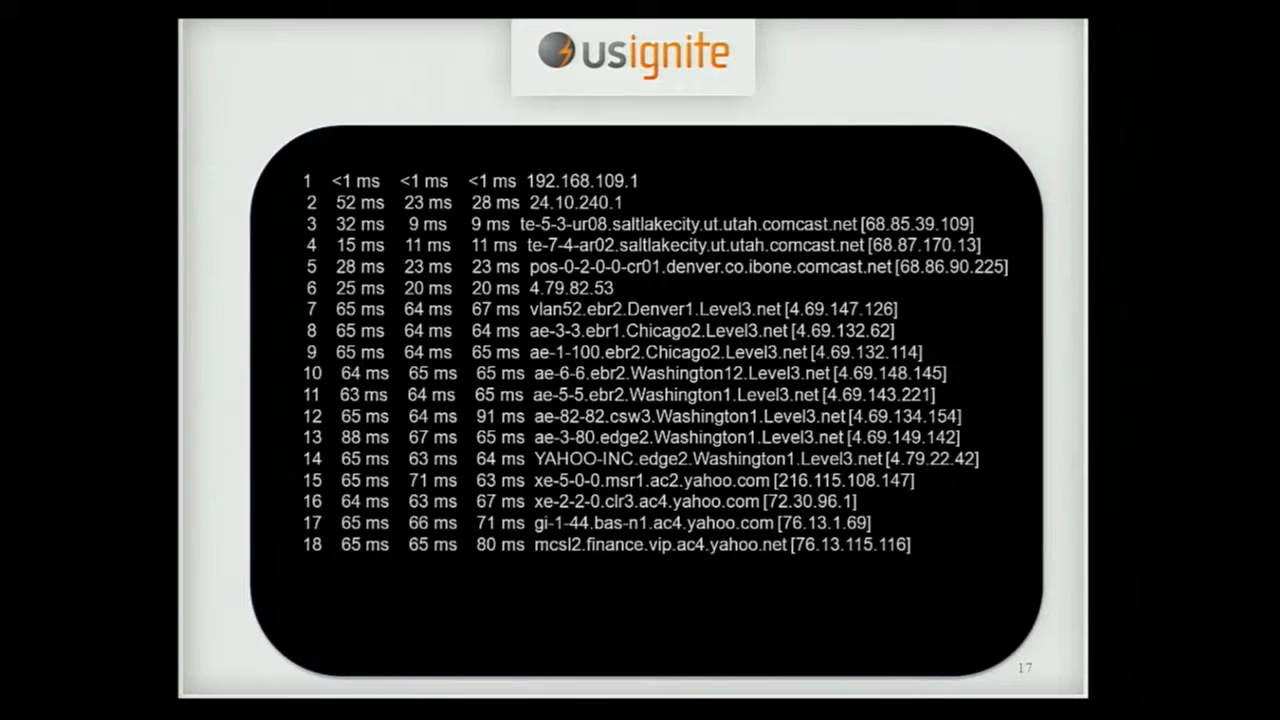 usignite
1 <1 ms <1 ms <1 ms 192.168.109.1
2 52 ms 23 ms 28 ms 24.10.240.1
3 32 ms 9 ms 9 ms te-5-3-ur08.saltlakecity.ut.utah.comcast.net [68.85.39.109]
4 15 ms 11 ms 11 ms te-7-4-ar02.saltlakecity.ut.utah.comcast.net [68.87.170.13]
5 28 ms 23 ms 23 ms pos-0-2-0-0-cr01.denver.co.ibone.comcast.net [68.86.90.225]
6 25 ms 20 ms 20 ms 4.79.82.53
7 65 ms 64 ms 67 ms vlan52.ebr2.Denver1.Level3.net [4.69.147.126]
8 65 ms 64 ms 64 ms ae-3-3.ebr1.Chicago2.Level3.net [4.69.132.62]
9 65 ms 64 ms 65 ms ae-1-100.ebr2.Chicago2.Level3.net [4.69.132.114]
10 64 ms 65 ms 65 ms ae-6-6.ebr2.Washington12.Level3.net [4.69.148.145]
11 63 ms 64 ms 65 ms ae-5-5.ebr2.Washington1.Level3.net [4.69.143.221]
12 65 ms 64 ms 91 ms ae-82-82.csw3.Washington1.Level3.net [4.69.134.154]
13 88 ms 67 ms 65 ms ae-3-80.edge2.Washington1.Level3.net [4.69.149.142]
14 65 ms 63 ms 64 ms YAHOO-INC.edge2.Washington1.Level3.net [4.79.22.42]
15 65 ms 71 ms 63 ms xe-5-0-0.msr1.ac2.yahoo.com [216.115.108.147]
16 64 ms 63 ms 67 ms xe-2-2-0.clr3.ac4.yahoo.com [72.30.96.1]
17 65 ms 66 ms 71 ms gi-1-44.bas-n1.ac4.yahoo.com [76.13.1.69]
18 65 ms 65 ms 80 ms mcsl2.finance.vip.ac4.yahoo.net [76.13.115.116]
17